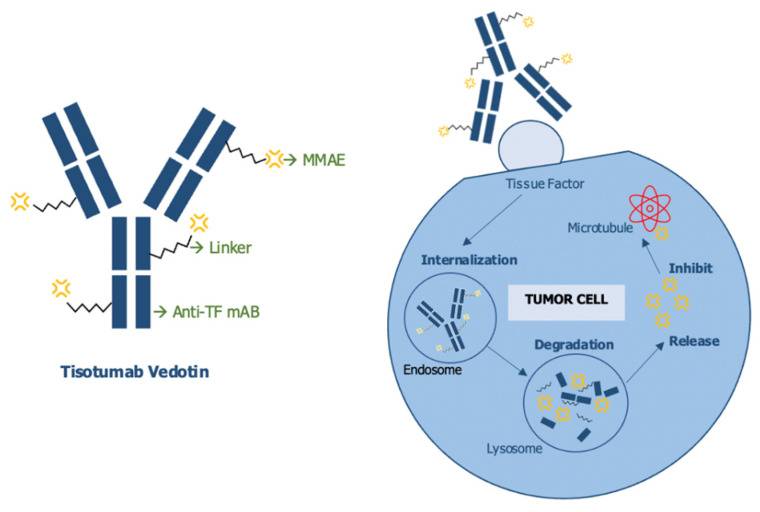 MMAE
Linker
Anti-TF mAB
Tisotumab Vedotin
Tissue Factor
Microtubule
Internalization
Inhibit
TUMOR CELL
Release
Degradation
Endosome
Lysosome